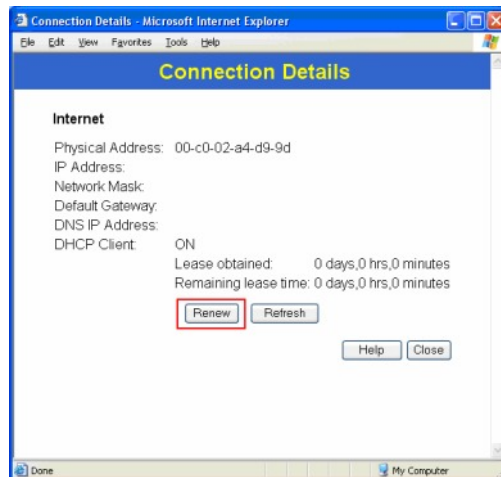 Connection Details - Microsoft Internet Explorer
File Edit View Favorites Tools Help
Connection Details
Internet
Physical Address: 00-c0-02-a4-d9-9d
IP Address:
Network Mask:
Default Gateway:
DNS IP Address:
DHCP Client: ON
Lease obtained: 0 days,0 hrs,0 minutes
Remaining lease time: 0 days,0 hrs,0 minutes
Renew Refresh
Help Close
Done My Computer